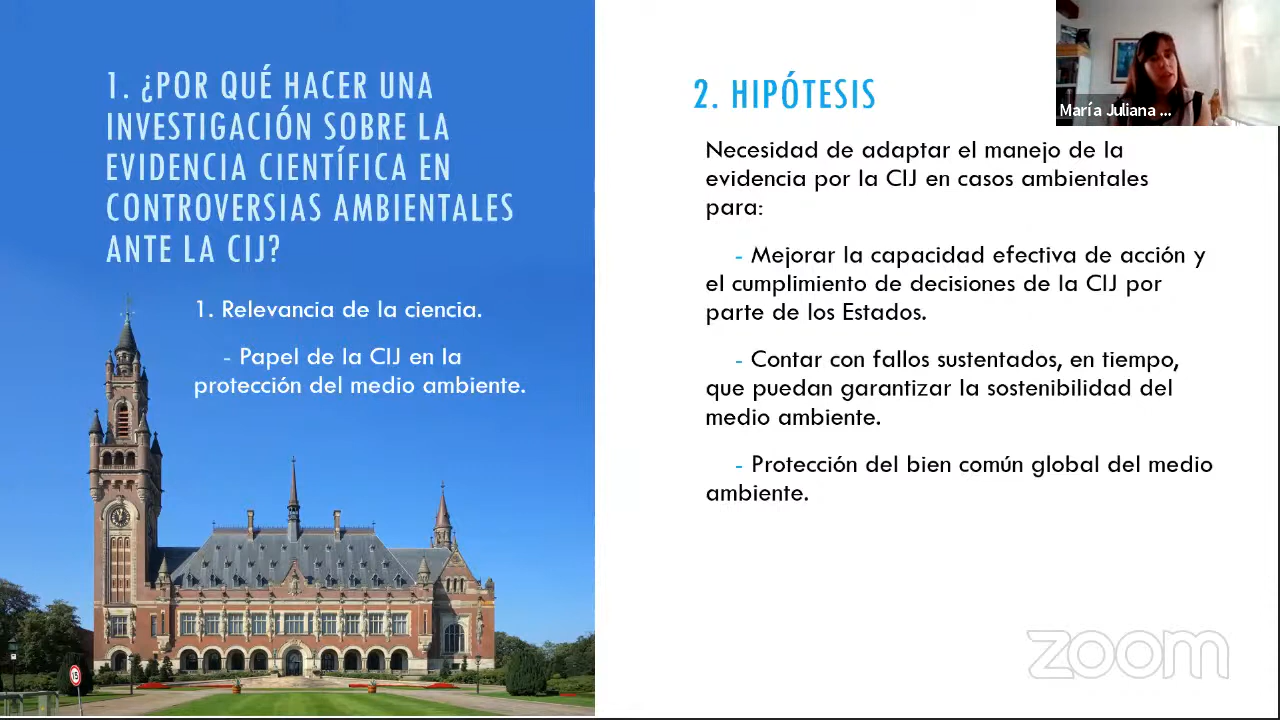 1. ¿POR QUÉ HACER UNA
INVESTIGACIÓN SOBRE LA
EVIDENCIA CIENTÍFICA EN
CONTROVERSIAS AMBIENTALES
ANTE LA CIJ?
1. Relevancia de la ciencia.
- Papel de la CIJ en la
protección del medio ambiente.
2. HIPÓTESIS
Necesidad de adaptar el manejo de la
evidencia por la CIJ en casos ambientales
para:
- Mejorar la capacidad efectiva de acción y
el cumplimiento de decisiones de la CIJ por
parte de los Estados.
- Contar con fallos sustentados, en tiempo,
que puedan garantizar la sostenibilidad del
medio ambiente.
- Protección del bien común global del medio
ambiente.
María Juliana ...
zoom
15